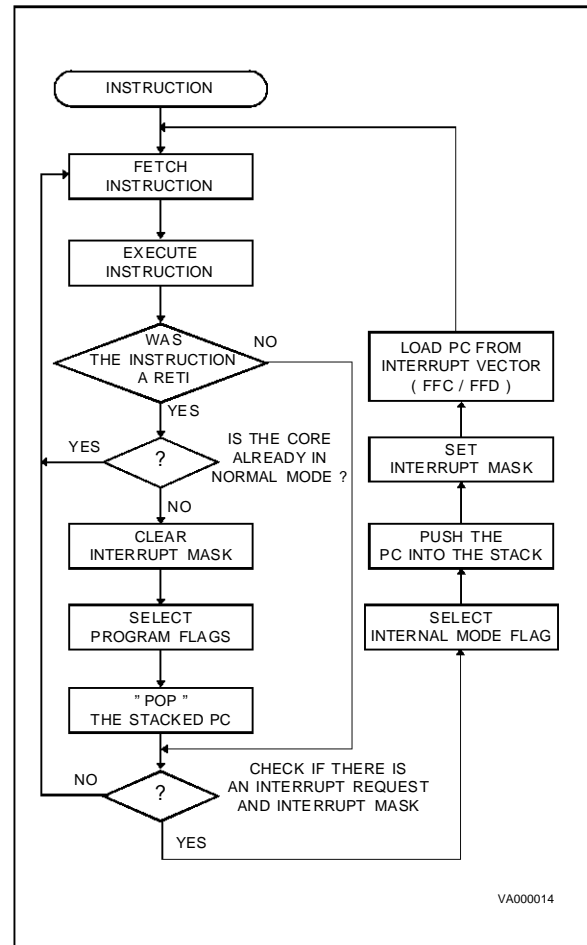 INSTRUCTION
FETCH
INSTRUCTION
EXECUTE
INSTRUCTION
WAS
THE INSTRUCTION
A RETI
NO
YES
?
IS THE CORE
ALREADY IN
NORMAL MODE ?
YES
NO
CLEAR
INTERRUPT MASK
SELECT
PROGRAM FLAGS
" POP "
THE STACKED PC
NO
?
CHECK IF THERE IS
AN INTERRUPT REQUEST
AND INTERRUPT MASK
YES
LOAD PC FROM
INTERRUPT VECTOR
( FFC / FFD )
SET
INTERRUPT MASK
PUSH THE
PC INTO THE STACK
SELECT
INTERNAL MODE FLAG
VA000014